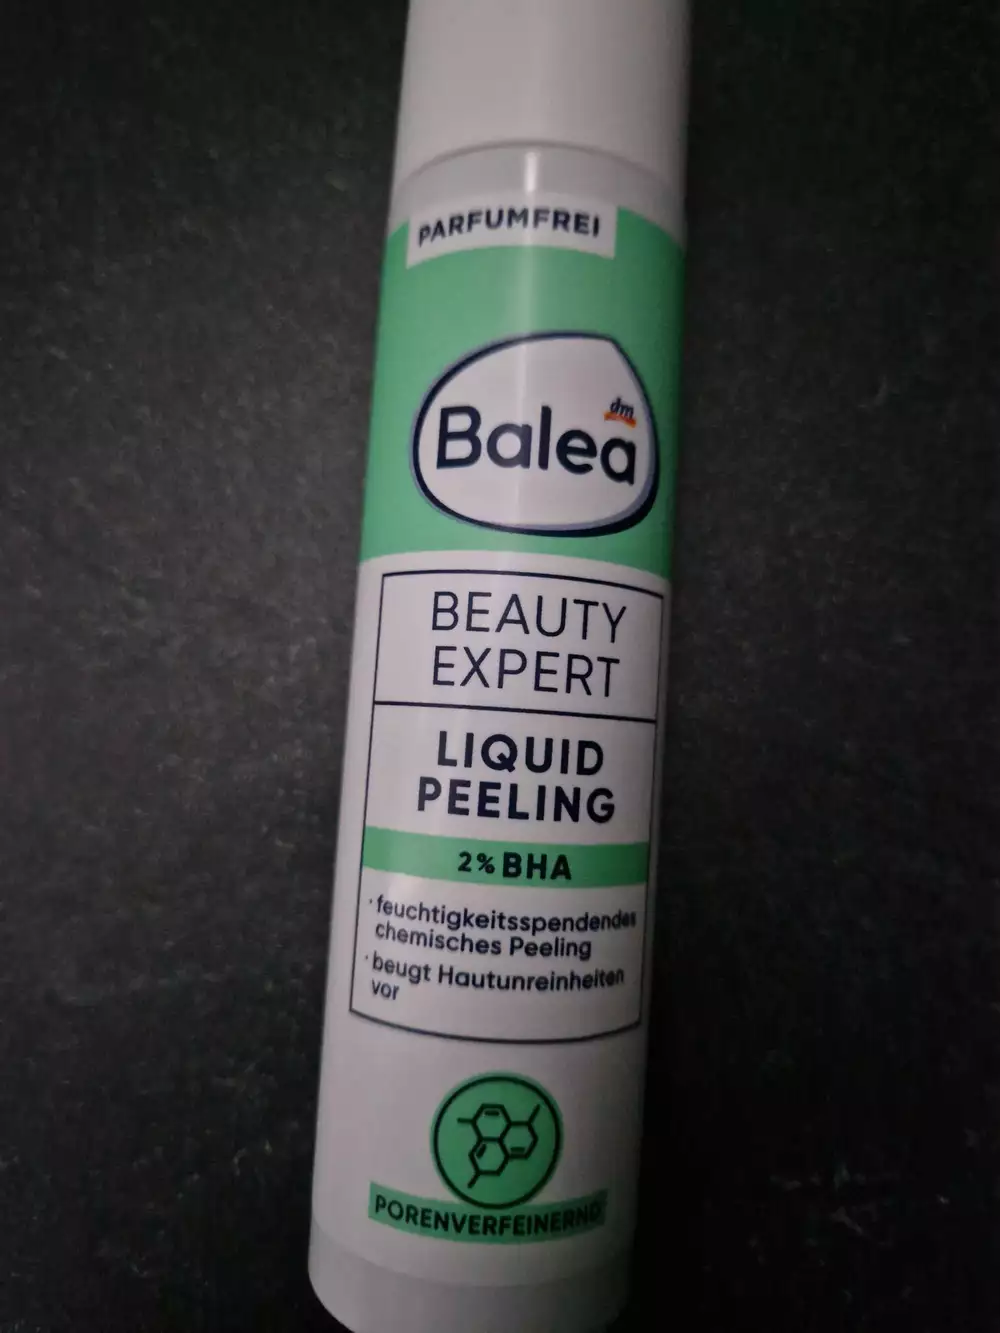 PARFUMFREI
dm
Balea
BEAUTY
EXPERT
LIQUID
PEELING
2% BHA
· feuchtigkeitsspendendes
chemisches Peeling
· beugt Hautunreinheiten
vor
PORENVERFEINERND